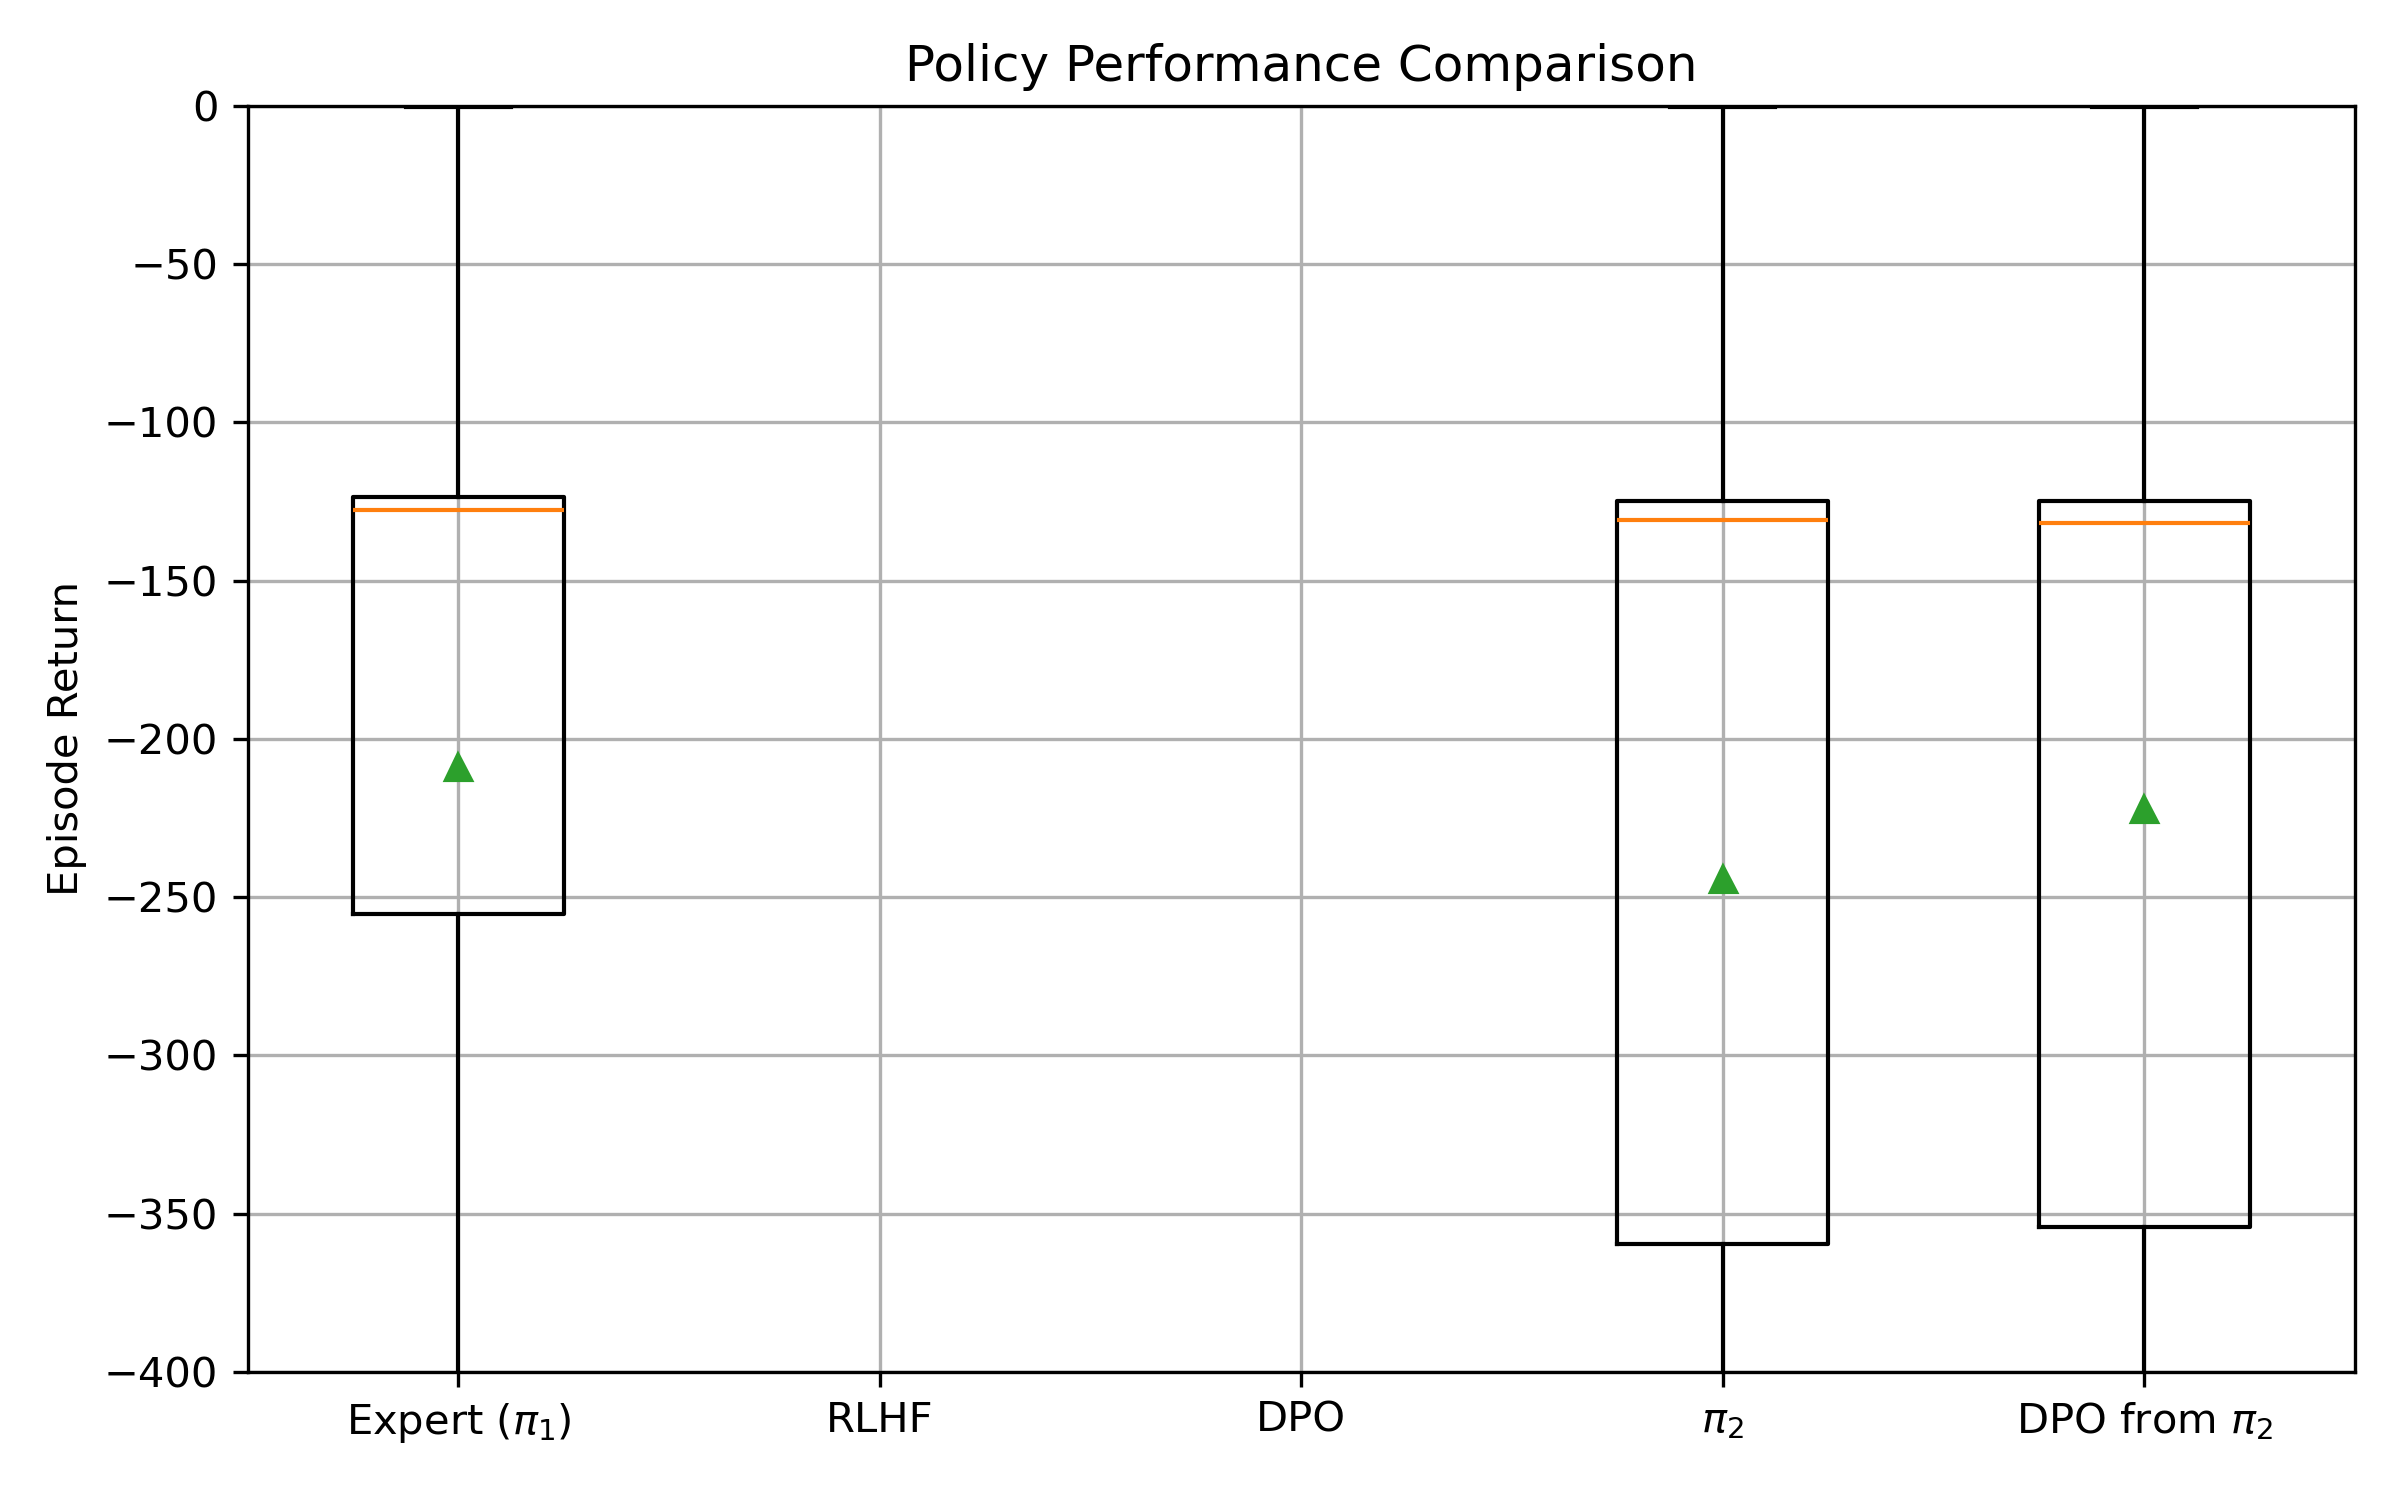 Policy Performance Comparison
Episode Return
0
−50
−100
−150
−200
−250
−300
−350
−400
Expert (π₁)
RLHF
DPO
π₂
DPO from π₂